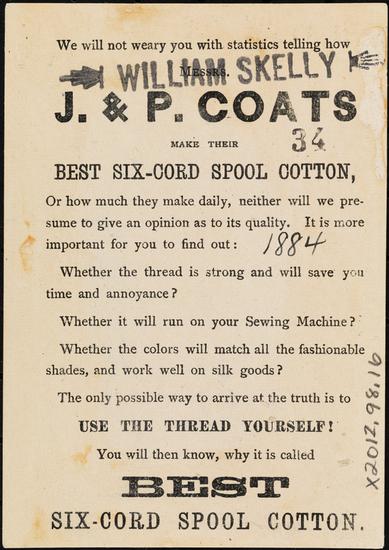 We will not weary you with statistics telling how
Messrs.
WILLIAM SKELLY
J. & P. COATS
MAKE THEIR
34
BEST SIX-CORD SPOOL COTTON,
Or how much they make daily, neither will we pre-
sume to give an opinion as to its quality. It is more
important for you to find out:
1884
Whether the thread is strong and will save you
time and annoyance?
Whether it will run on your Sewing Machine?
Whether the colors will match all the fashionable
shades, and work well on silk goods?
The only possible way to arrive at the truth is to
USE THE THREAD YOURSELF!
You will then know, why it is called
BEST
SIX-CORD SPOOL COTTON.
X2012.98.16